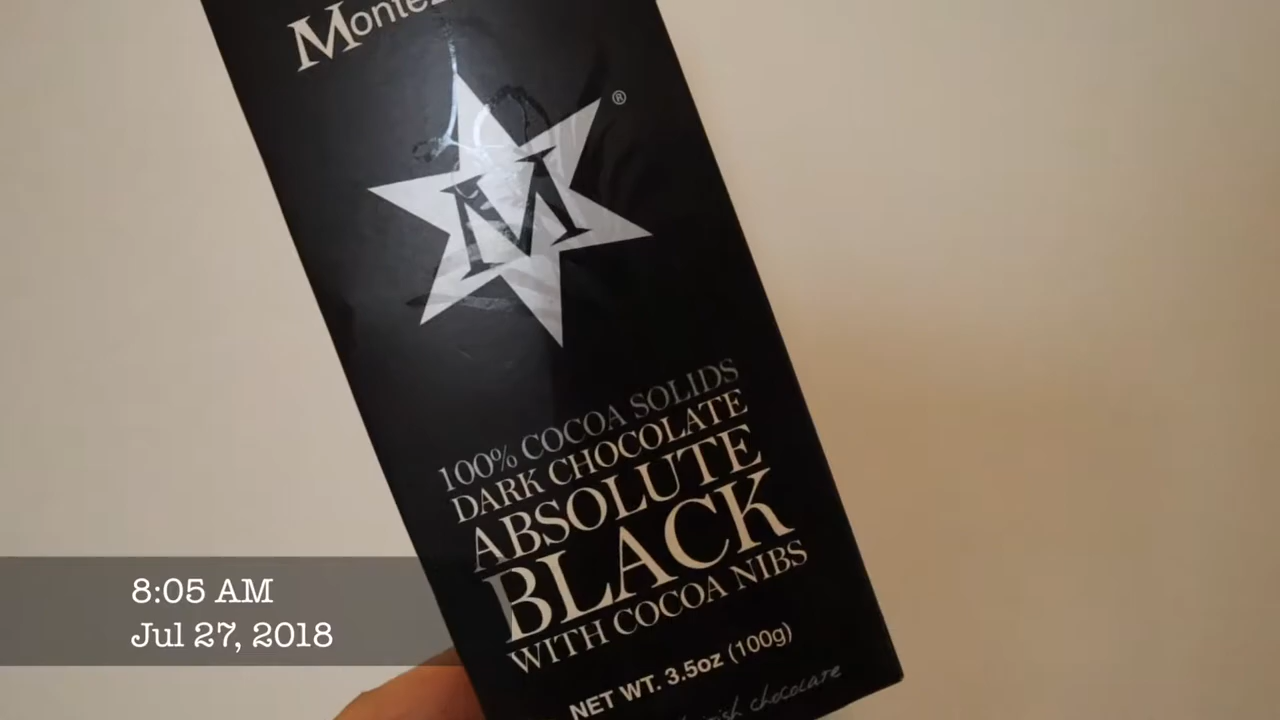 Monte
®
M
100% COCOA SOLIDS
DARK CHOCOLATE
ABSOLUTE
BLACK
WITH COCOA NIBS
NET WT. 3.5oz (100g)
chocolate
8:05 AM
Jul 27, 2018